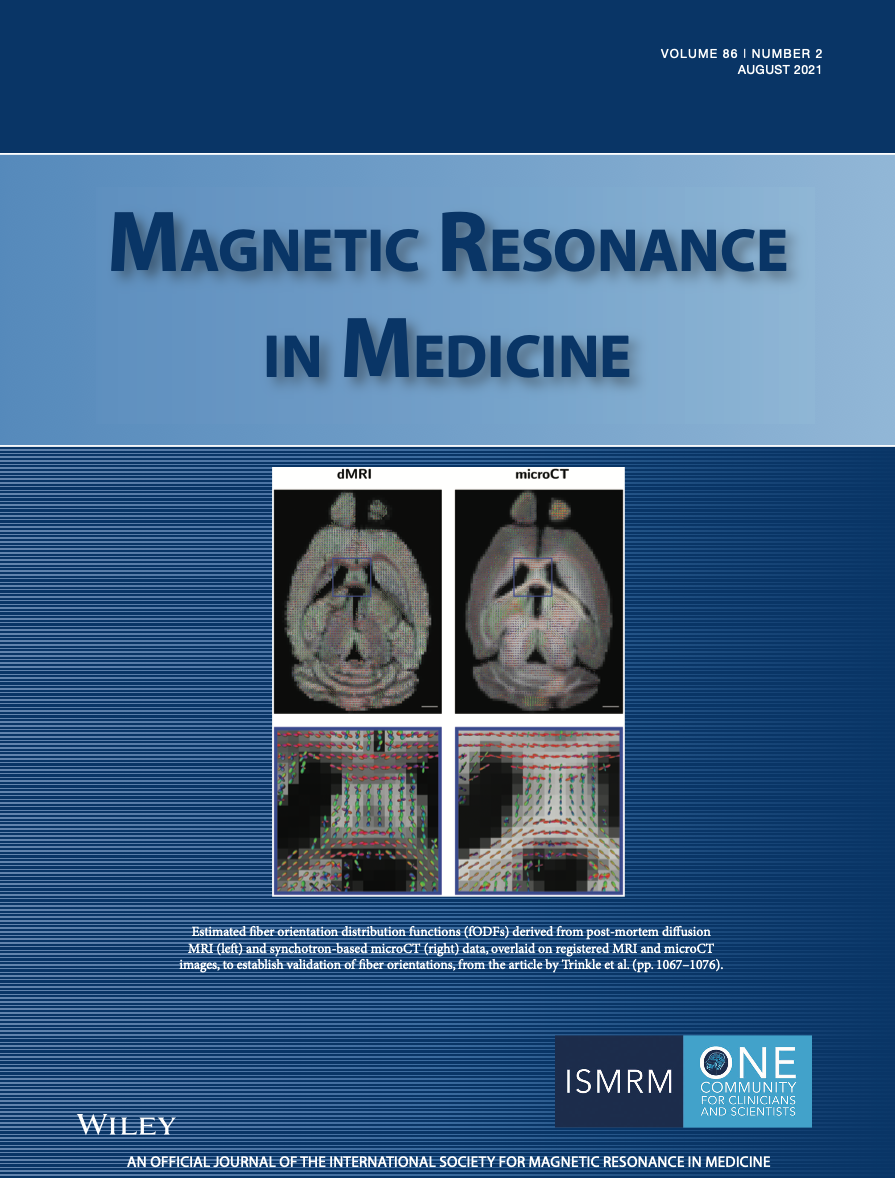 VOLUME 86 | NUMBER 2
AUGUST 2021
MAGNETIC RESONANCE
IN MEDICINE
dMRI
microCT
Estimated fiber orientation distribution functions (fODFs) derived from post-mortem diffusion
MRI (left) and synchotron-based microCT (right) data, overlaid on registered MRI and microCT
images, to establish validation of fiber orientations, from the article by Trinkle et al. (pp. 1067–1076).
ISMRM
ONE
COMMUNITY
FOR CLINICIANS
AND SCIENTISTS
WILEY
AN OFFICIAL JOURNAL OF THE INTERNATIONAL SOCIETY FOR MAGNETIC RESONANCE IN MEDICINE